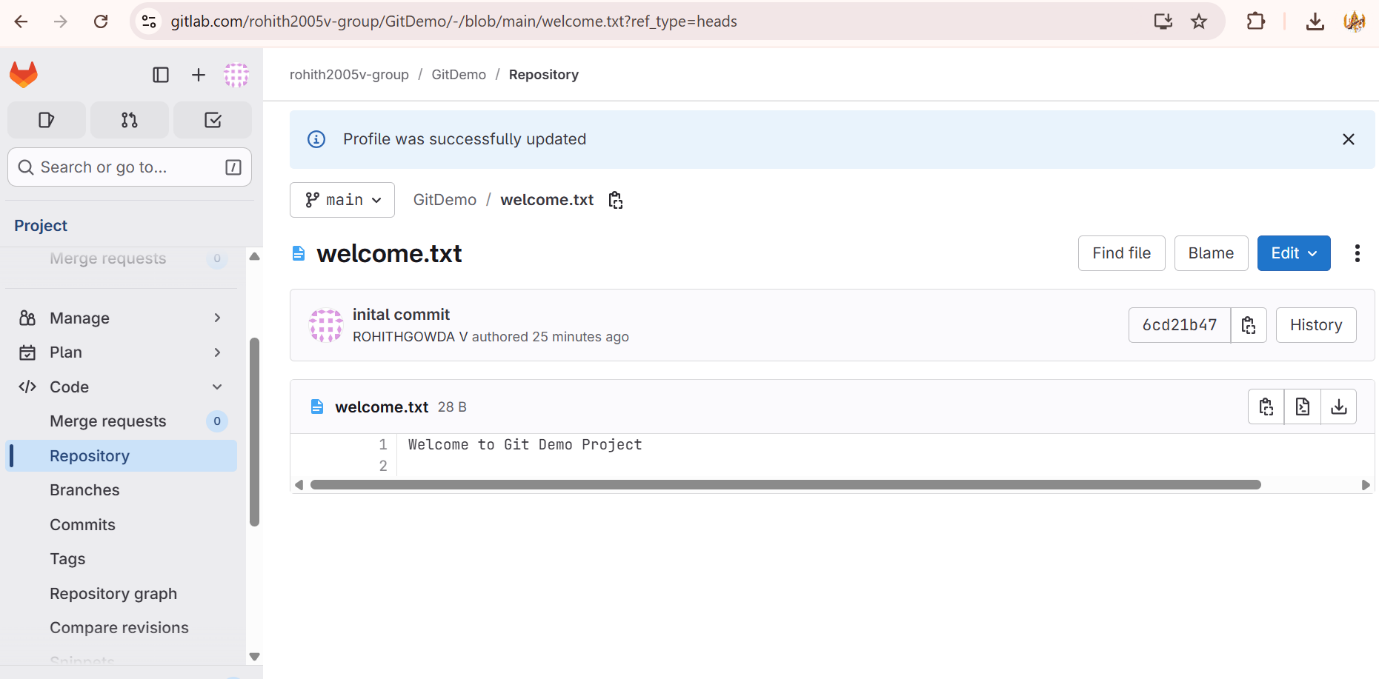 gitlab.com/rohith2005v-group/GitDemo/-/blob/main/welcome.txt?ref_type=heads
rohith2005v-group / GitDemo / Repository
Search or go to... /
Profile was successfully updated
main GitDemo / welcome.txt
Project
Merge requests 0
welcome.txt Find file Blame Edit
inital commit
ROHITHGOWDA V authored 25 minutes ago
6cd21b47 History
Manage
Plan
Code
Merge requests 0
Repository
Branches
Commits
Tags
Repository graph
Compare revisions
Snippets
welcome.txt 28 B
1 Welcome to Git Demo Project
2